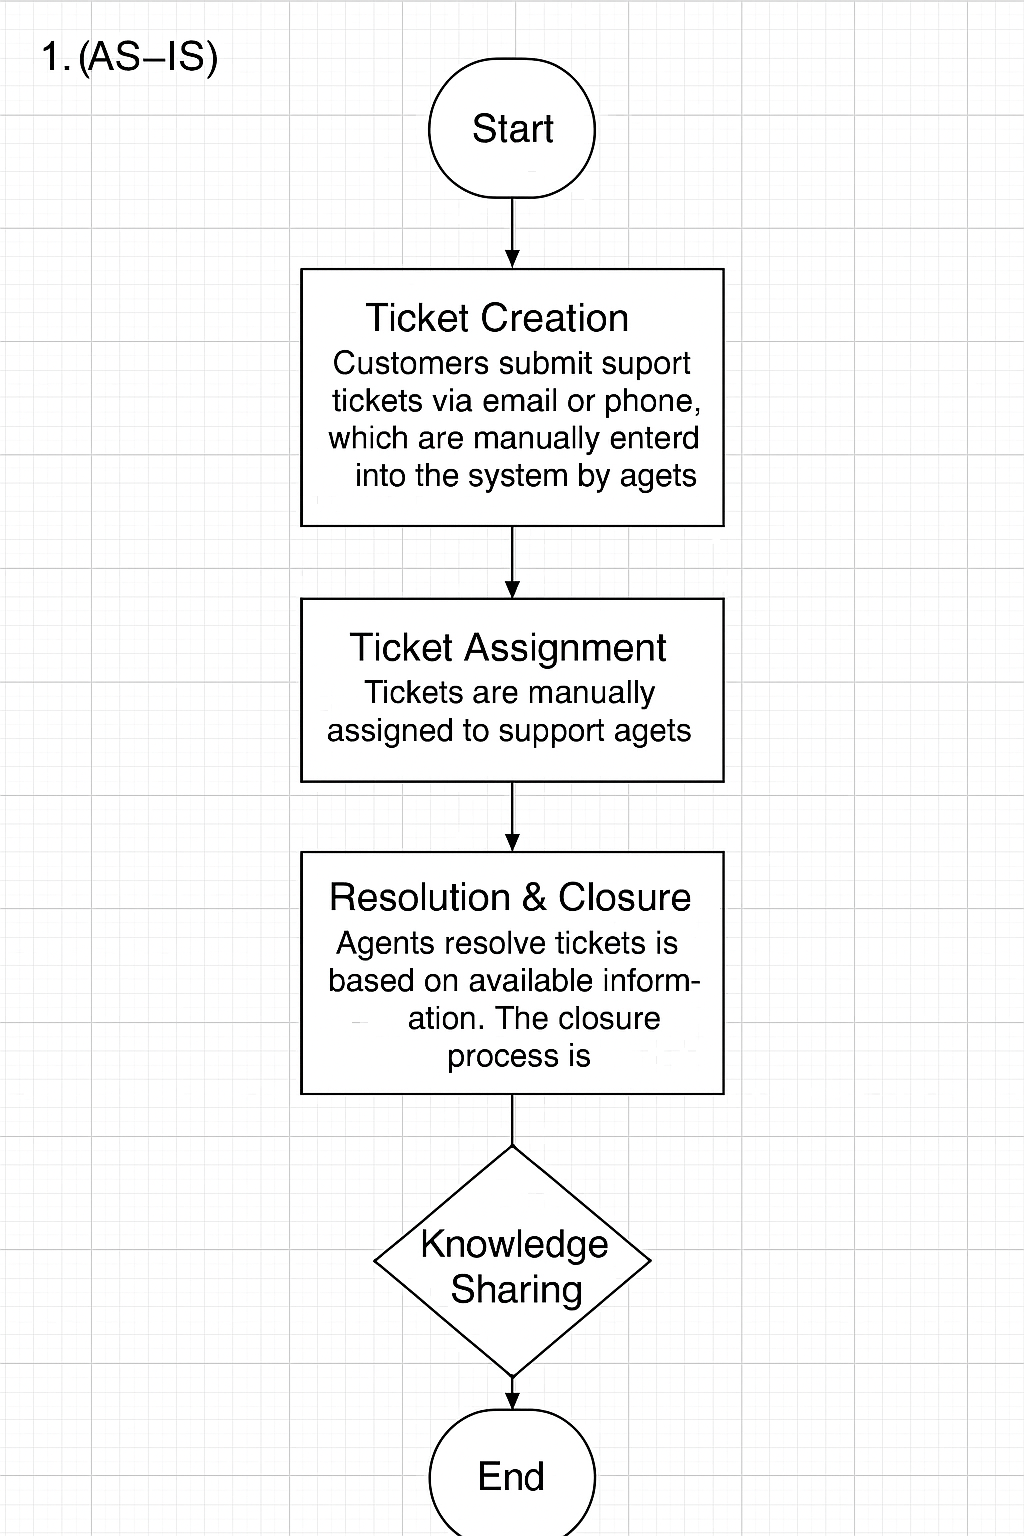 1. (AS–IS)
Start
Ticket Creation
Customers submit suport
tickets via email or phone,
which are manually enterd
into the system by agets
Ticket Assignment
Tickets are manually
assigned to support agets
Resolution & Closure
Agents resolve tickets is
based on available inform-
ation. The closure
process is
Knowledge
Sharing
End